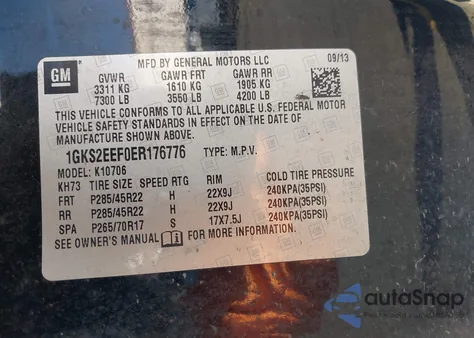 MFD BY GENERAL MOTORS LLC 09/13
GM
GVWR GAWR FRT GAWR RR
3311 KG 1610 KG 1905 KG
7300 LB 3550 LB 4200 LB
THIS VEHICLE CONFORMS TO ALL APPLICABLE U.S. FEDERAL MOTOR
VEHICLE SAFETY STANDARDS IN EFFECT ON THE DATE OF
MANUFACTURE SHOWN ABOVE.
1GKS2EEF0ER176776 TYPE: M.P.V.
MODEL: K10706
KH73 TIRE SIZE SPEED RTG RIM COLD TIRE PRESSURE
FRT P285/45R22 H 22X9J 240KPA(35PSI)
RR P285/45R22 H 22X9J 240KPA(35PSI)
SPA P265/70R17 S 17X7.5J 240KPA(35PSI)
SEE OWNER'S MANUAL FOR MORE INFORMATION.
autoSnap